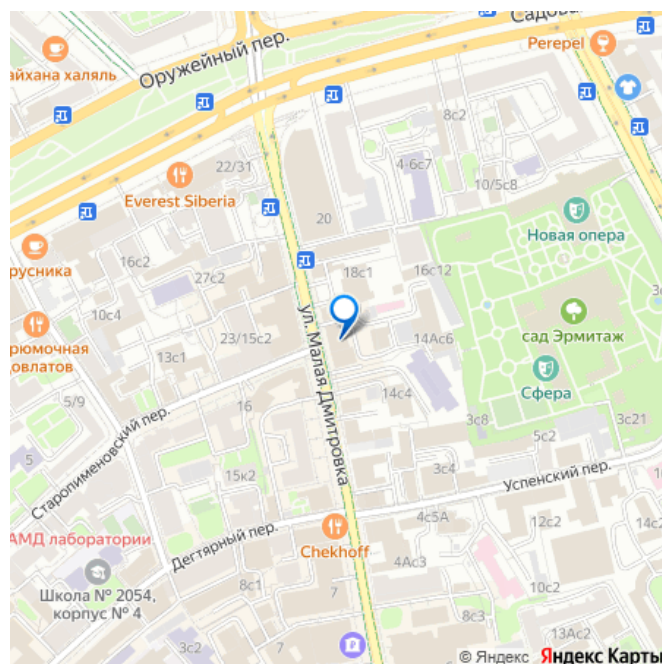 Садова
Perepel
айхана халяль
Оружейный пер.
8с2
22/31
4-6с7
10/5с8
Everest Siberia
20
Новая опера
русника
16с2
18с1
16с12
3с
27с2
10с4
рюмочная
овлатов
23/15с2
14Ас6
сад Эрмитаж
13с1
ул. Малая Дмитровка
5/9
14с4
Сфера
16
3с8
3с21
5с2
Старопименовский пер.
5
15к2
3с4
Успенский пер.
4с5А
12с2
14с2
АМД лаборатории
Дегтярный пер.
Chekhoff
4Ас3
Школа № 2054,
корпус № 4
8с1
7
10с2
8с3
13Ас2
3с2
7
© Яндекс Яндекс Карты